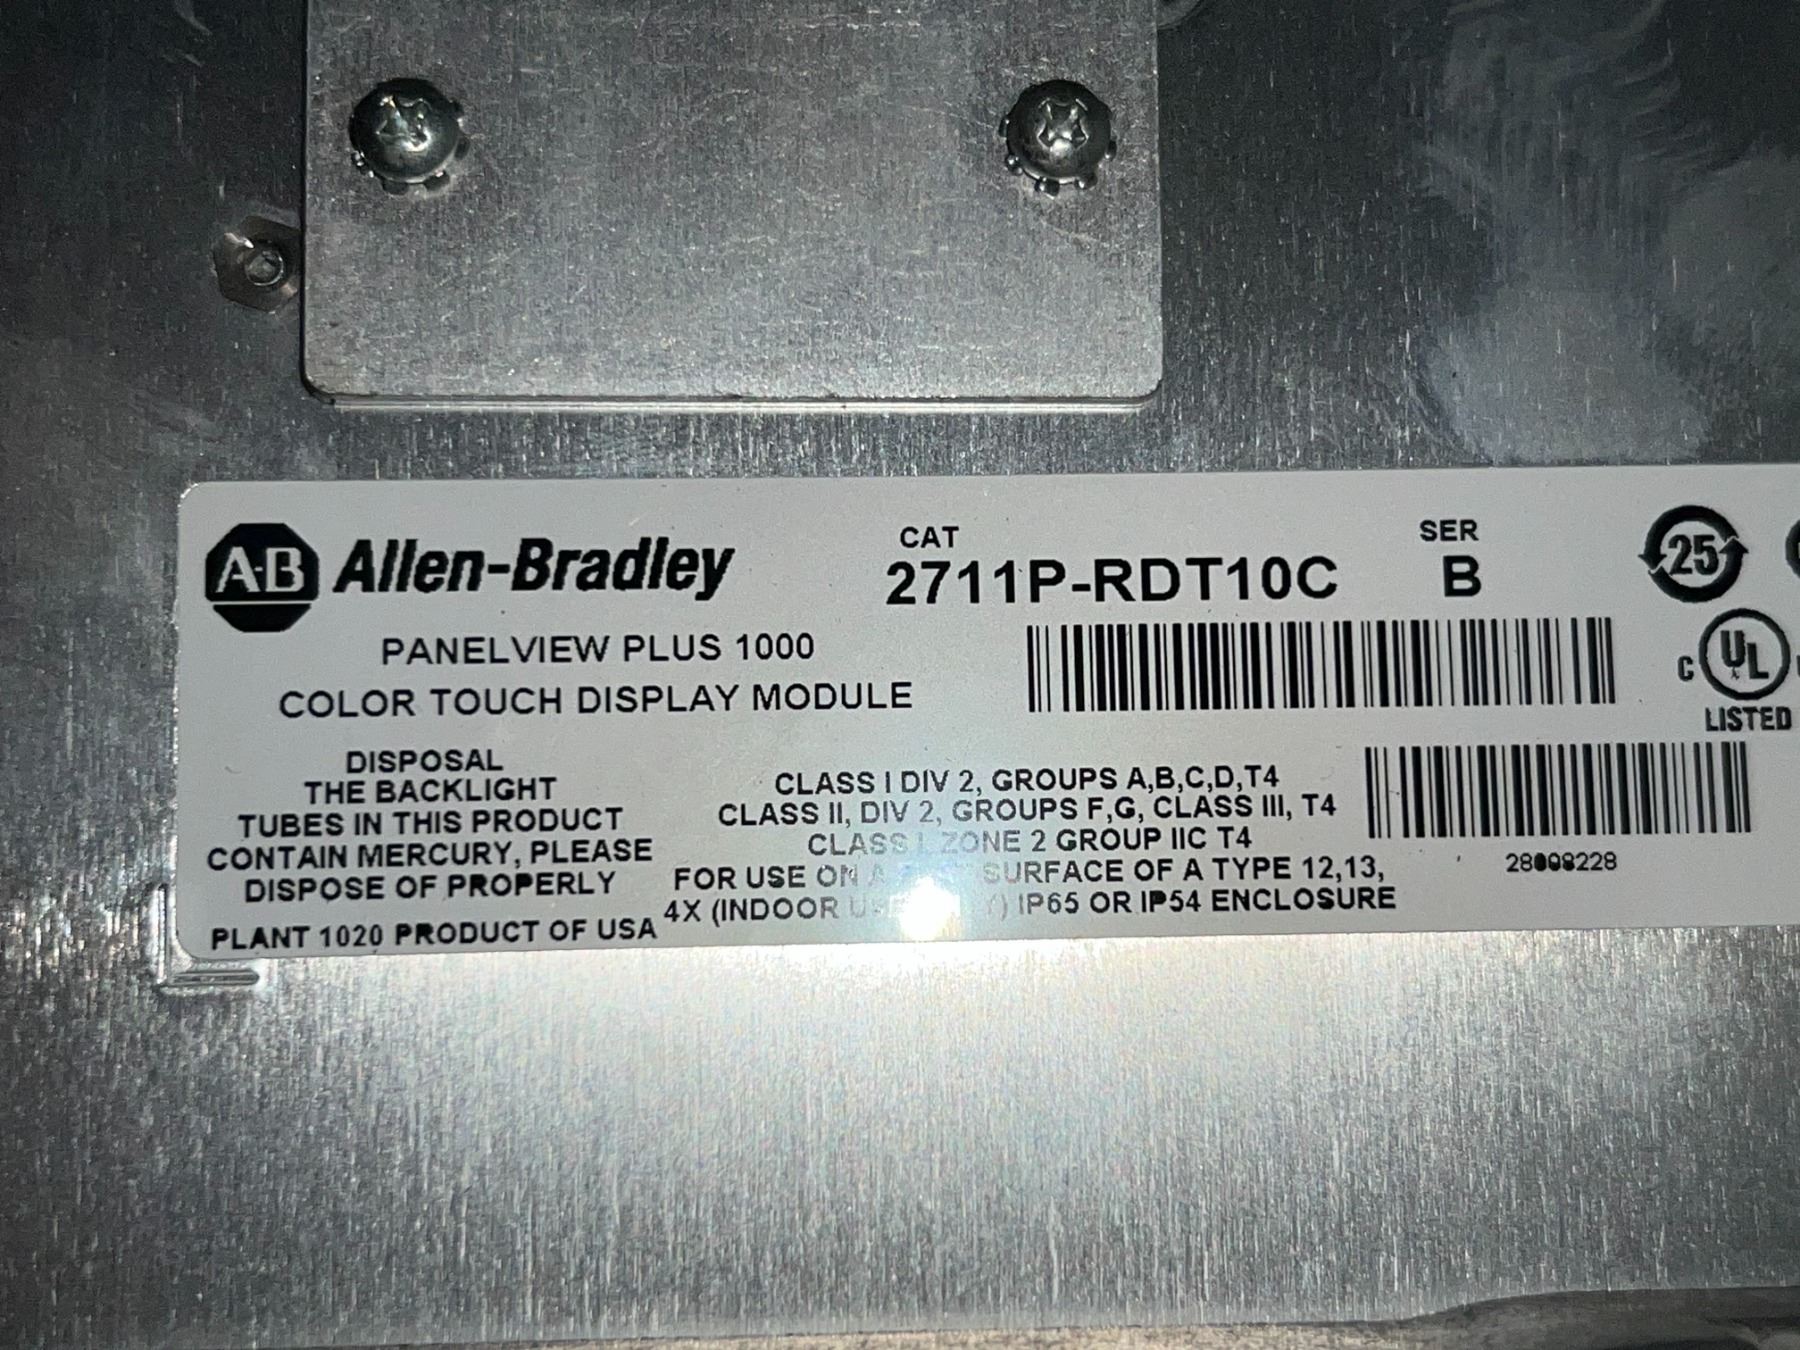 A-B Allen-Bradley
CAT
2711P-RDT10C
SER
B
25
PANELVIEW PLUS 1000
COLOR TOUCH DISPLAY MODULE
C UL
LISTED
DISPOSAL
THE BACKLIGHT
TUBES IN THIS PRODUCT
CONTAIN MERCURY, PLEASE
DISPOSE OF PROPERLY
PLANT 1020 PRODUCT OF USA
CLASS I DIV 2, GROUPS A,B,C,D,T4
CLASS II, DIV 2, GROUPS F,G, CLASS III, T4
CLASS I, ZONE 2 GROUP IIC T4
FOR USE ON A SURFACE OF A TYPE 12,13,
4X (INDOOR IP65 OR IP54 ENCLOSURE